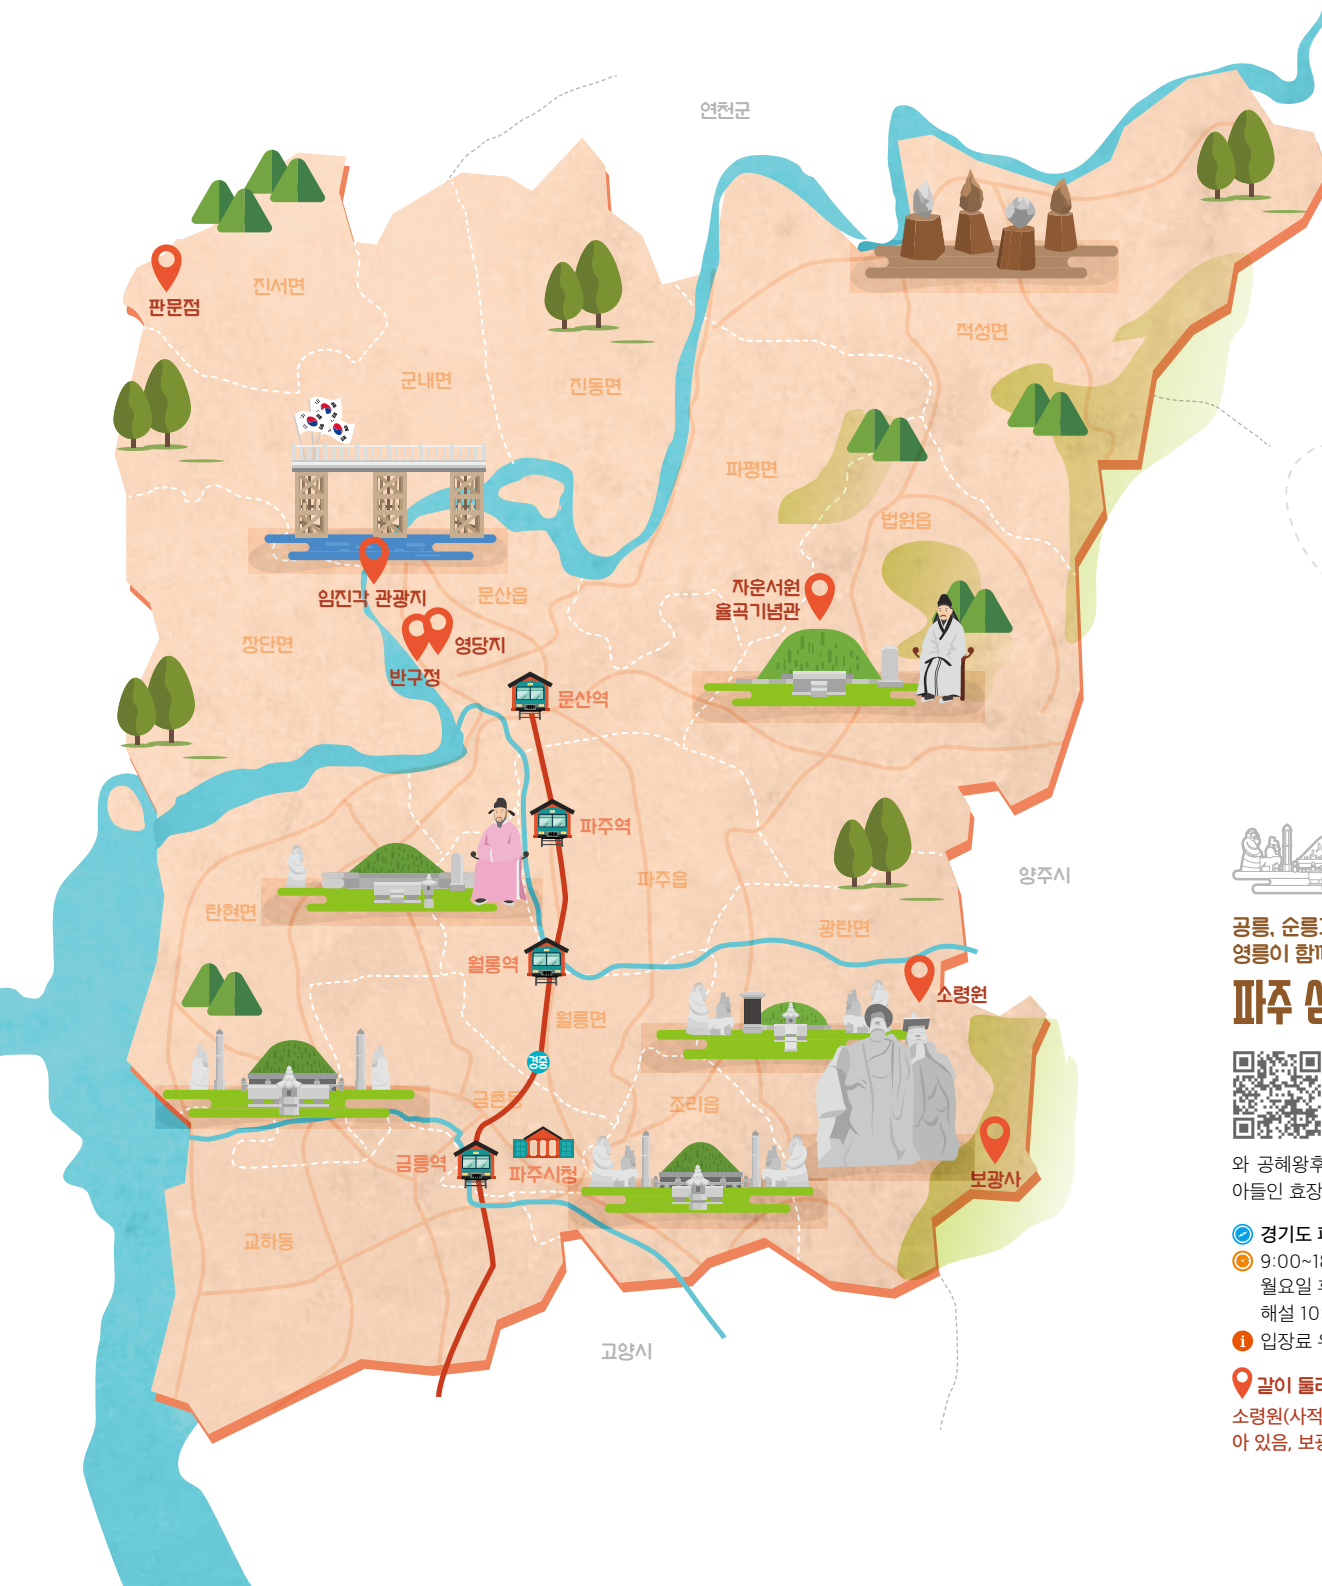 연천군
진서면
판문점
적성면
군내면
진동면
파평면
법원읍
자운서원
율곡기념관
임진각 관광지
문산읍
영당지
장단면
반구정
문산역
파주역
양주시
파주읍
탄현면
광탄면
공릉, 순릉
영릉이 함
월롱역
소령원
파주
월롱면
경중
금촌동
조리읍
금릉역
파주시청
보광사
와 공혜왕후
아들인 효장
교하동
경기도
9:00~18
월요일
해설 10
고양시
입장료
같이 둘러
소령원(사적
아 있음, 보광